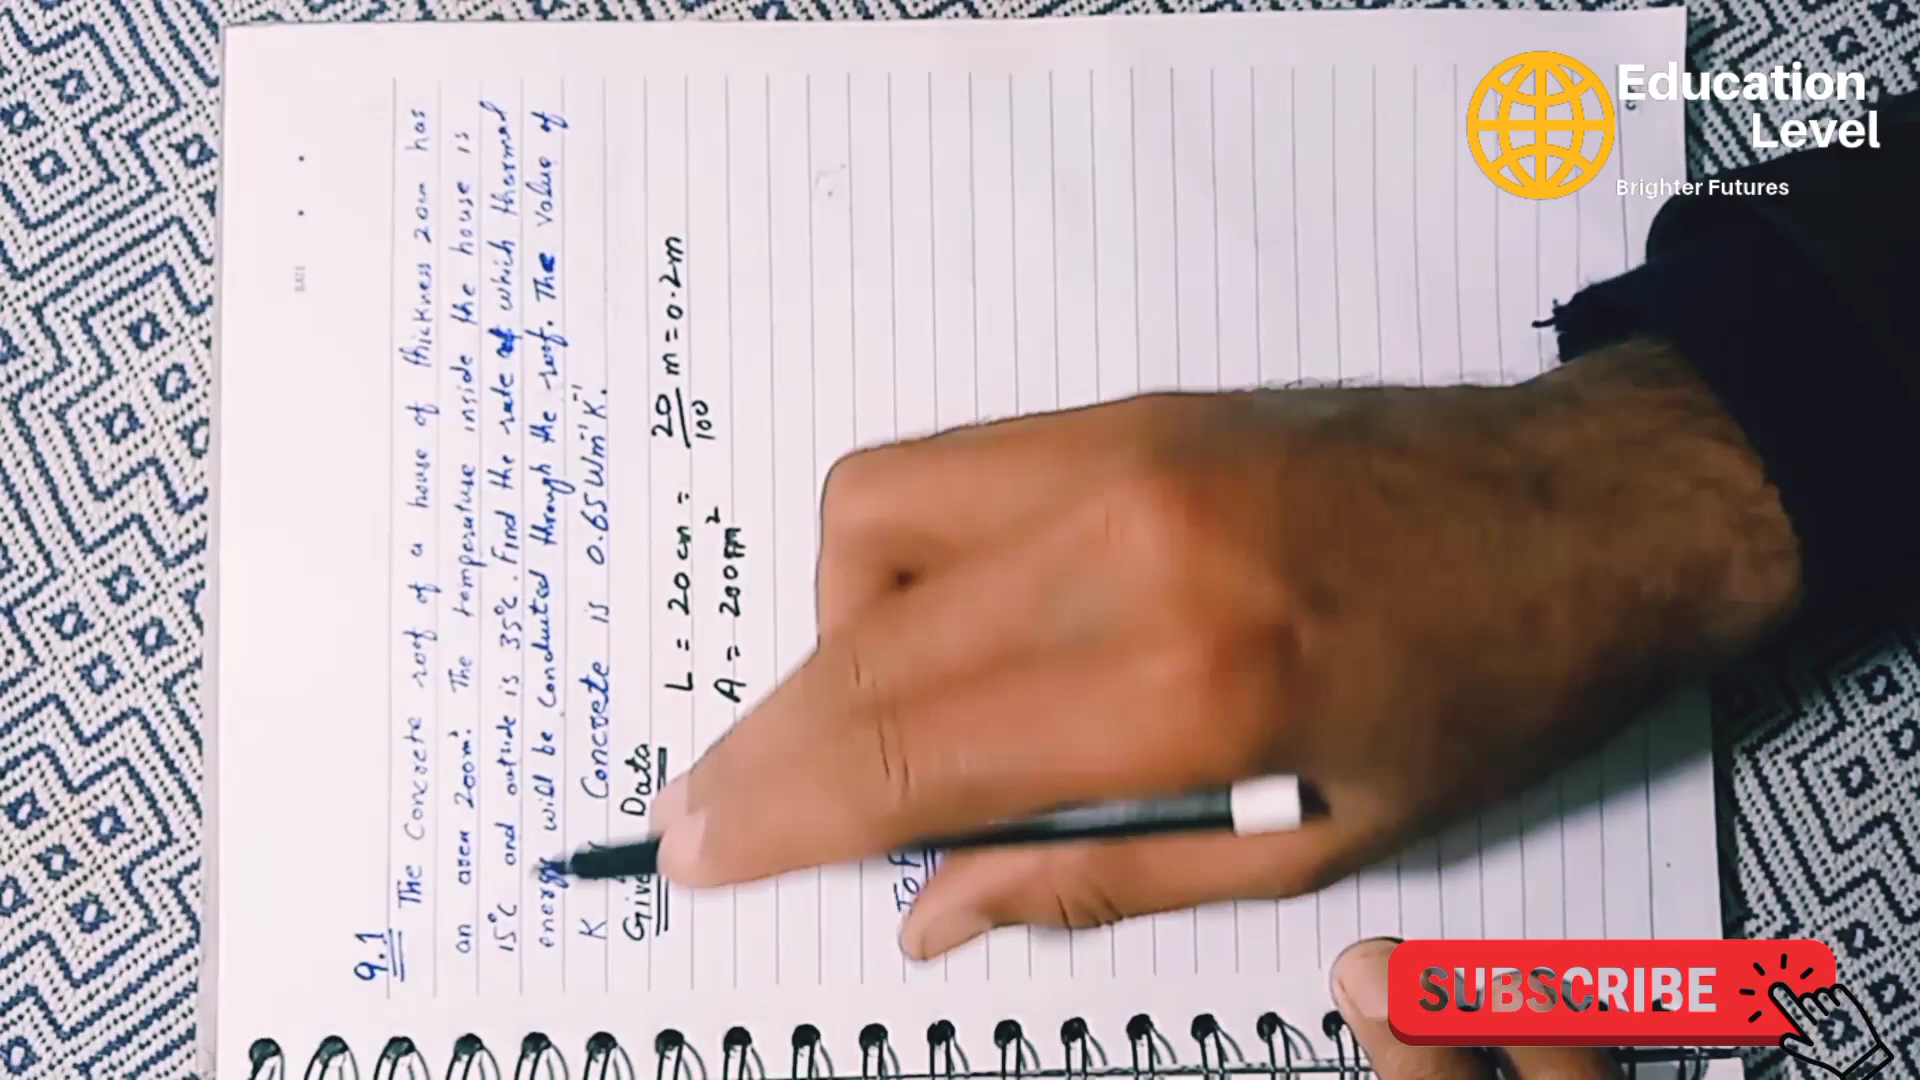 9.1
The Concrete roof of a house of thickness 20cm has
an area 200m². The temperature inside the house is
15°C and outside is 35°C. Find the rate at which thermal
energy will be conducted through the roof. The value of
K Concrete is 0.65Wm⁻¹K⁻¹.
Given Data
L = 20cm = 20/100 m = 0.2m
A = 200m²
To
DATE
Education
Level
Brighter Futures
SUBSCRIBE